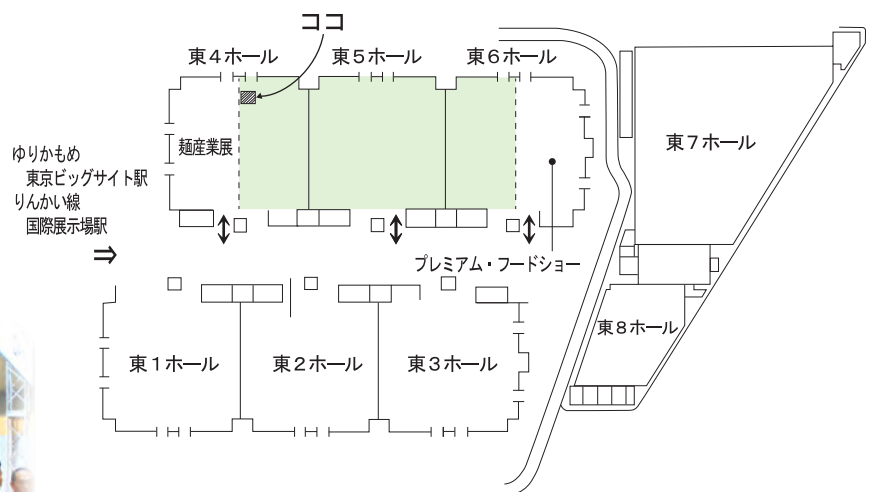 ココ
東4ホール
東5ホール
東6ホール
麺産業展
東7ホール
ゆりかもめ
東京ビッグサイト駅
りんかい線
国際展示場駅
⇒
プレミアム・フードショー
東8ホール
東1ホール
東2ホール
東3ホール